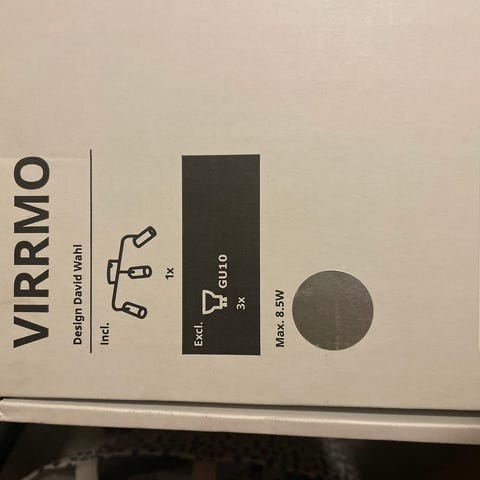 VIRRMO
Design David Wahl
Incl.
1x
Excl.
GU10
3x
Max. 8.5W